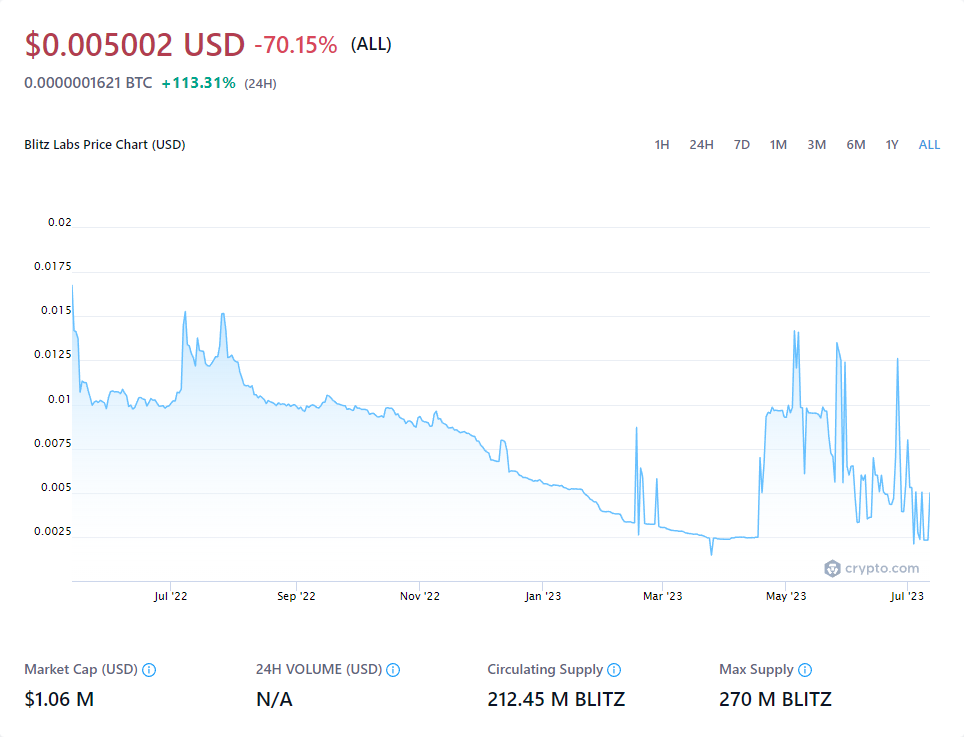 $0.005002 USD -70.15% (ALL)
0.0000001621 BTC +113.31% (24H)
Blitz Labs Price Chart (USD) 1H 24H 7D 1M 3M 6M 1Y ALL
0.02
0.0175
0.015
0.0125
0.01
0.0075
0.005
0.0025
crypto.com
Jul '22 Sep '22 Nov '22 Jan '23 Mar '23 May '23 Jul '23
Market Cap (USD) 24H VOLUME (USD) Circulating Supply Max Supply
$1.06 M N/A 212.45 M BLITZ 270 M BLITZ